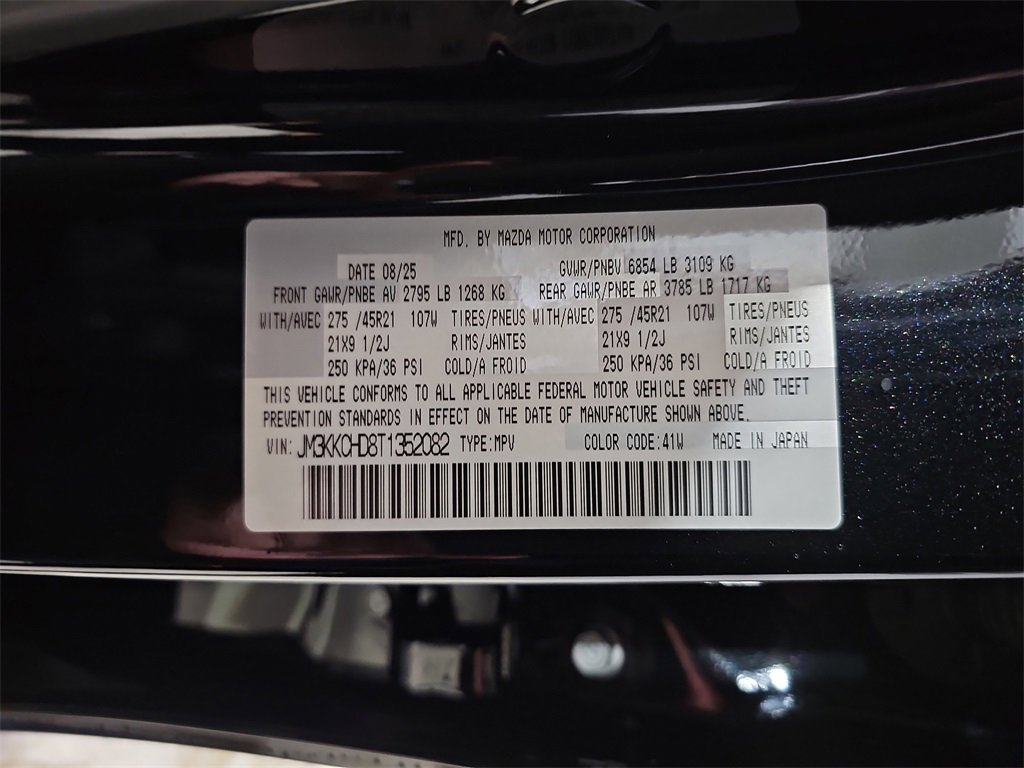 MFD. BY MAZDA MOTOR CORPORATION
DATE 08/25 GVWR/PNBV 6854 LB 3109 KG
FRONT GAWR/PNBE AV 2795 LB 1268 KG REAR GAWR/PNBE AR 3785 LB 1717 KG
WITH/AVEC 275 /45R21 107W TIRES/PNEUS WITH/AVEC 275 /45R21 107W TIRES/PNEUS
21X9 1/2J RIMS/JANTES 21X9 1/2J RIMS/JANTES
250 KPA/36 PSI COLD/A FROID 250 KPA/36 PSI COLD/A FROID
THIS VEHICLE CONFORMS TO ALL APPLICABLE FEDERAL MOTOR VEHICLE SAFETY AND THEFT
PREVENTION STANDARDS IN EFFECT ON THE DATE OF MANUFACTURE SHOWN ABOVE.
VIN: JM3KKCHD8T1352082 TYPE:MPV COLOR CODE:41W MADE IN JAPAN